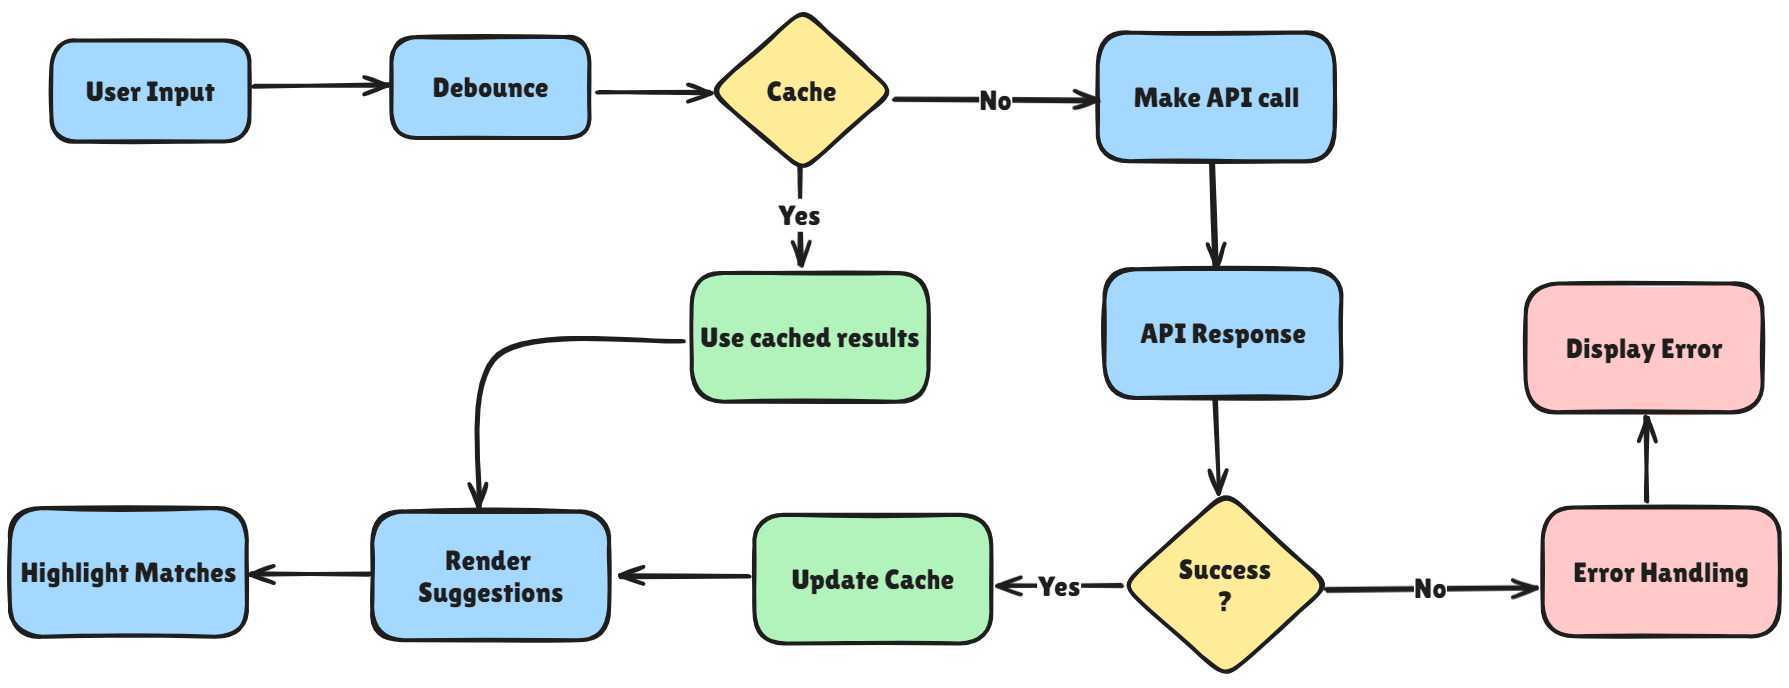 User Input
Debounce
Cache
No
Make API call
Yes
Use cached results
API Response
Display Error
Highlight Matches
Render
Suggestions
Update Cache
Yes
Success
?
No
Error Handling